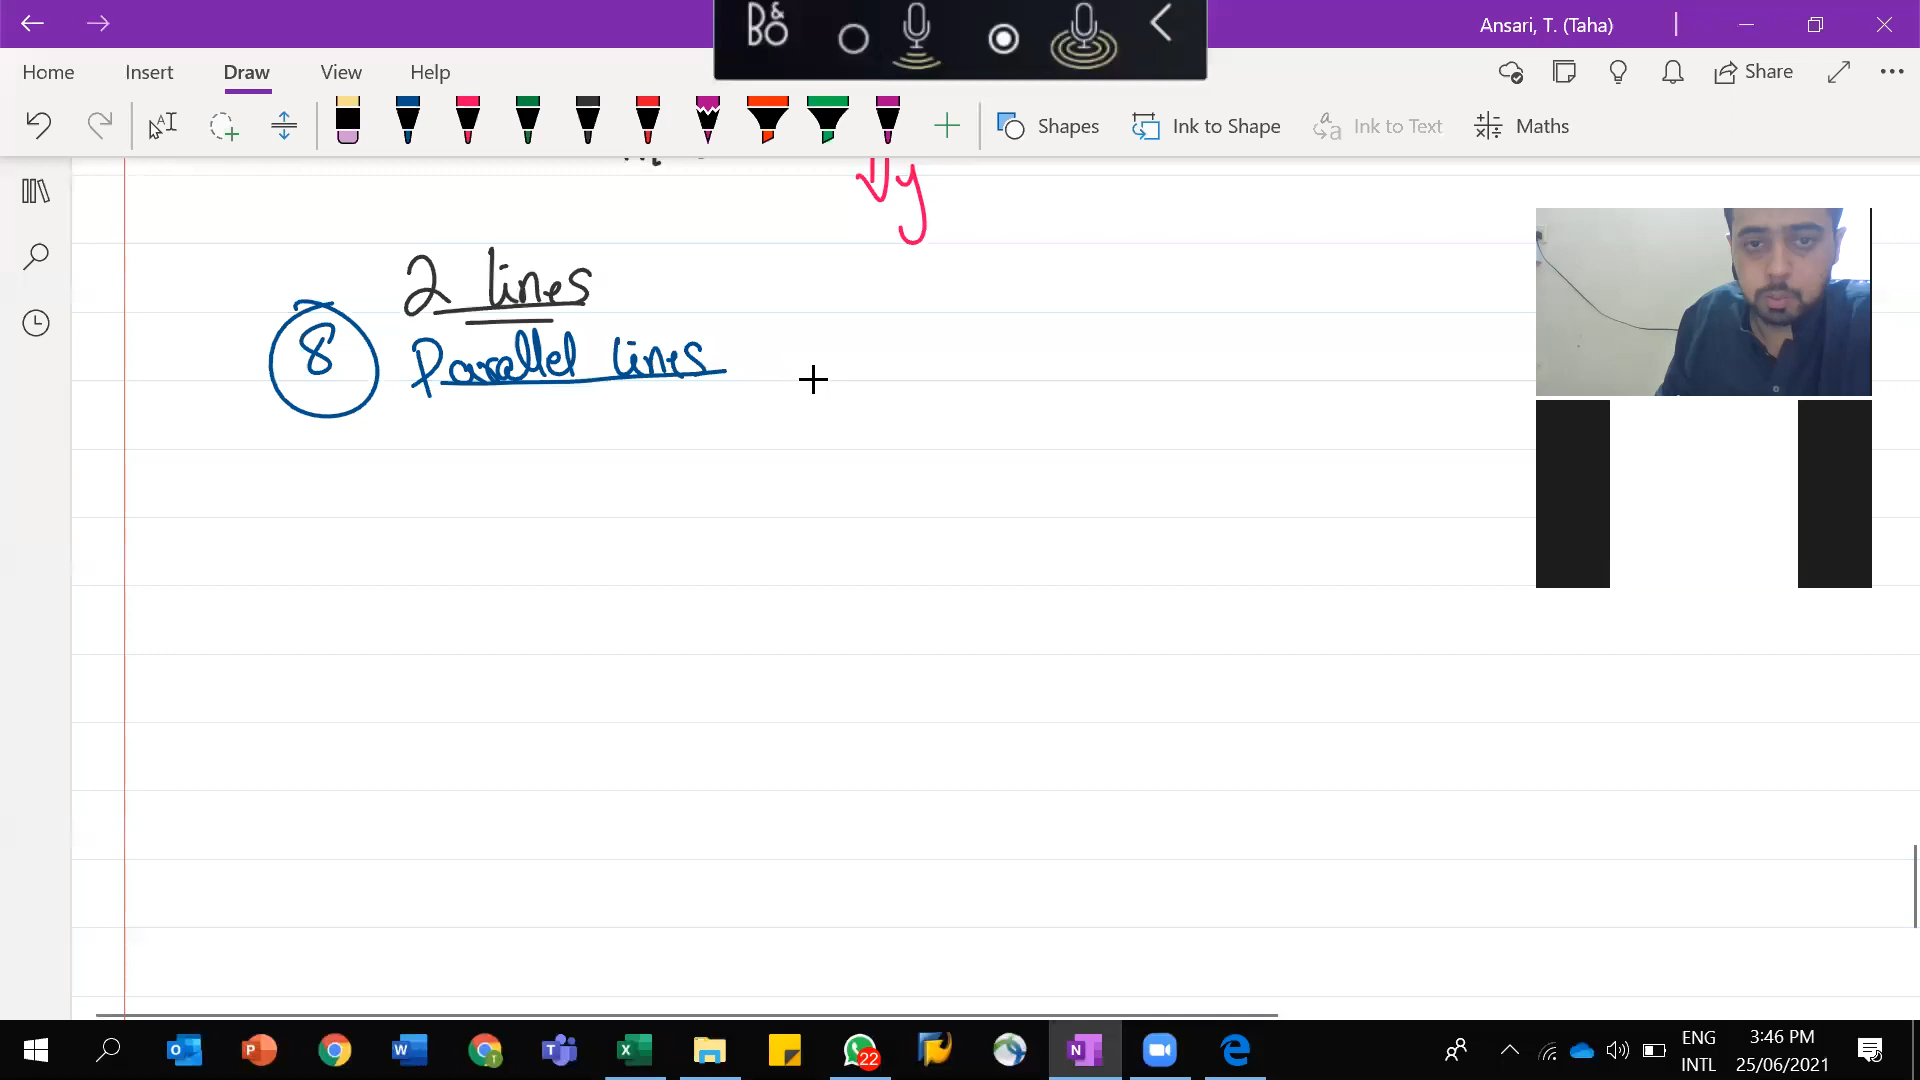 B&O
Ansari, T. (Taha)
Home Insert Draw View Help
Share
Shapes Ink to Shape Ink to Text Maths
y
2 lines
8 Parallel lines
22
ENG
INTL
3:46 PM
25/06/2021